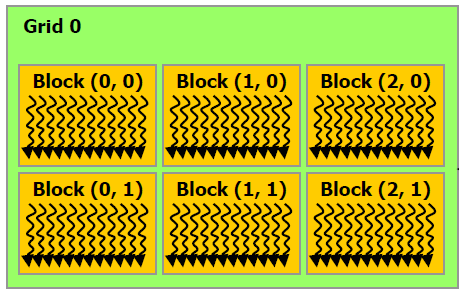 Grid 0
Block (0, 0) Block (1, 0) Block (2, 0)
Block (0, 1) Block (1, 1) Block (2, 1)